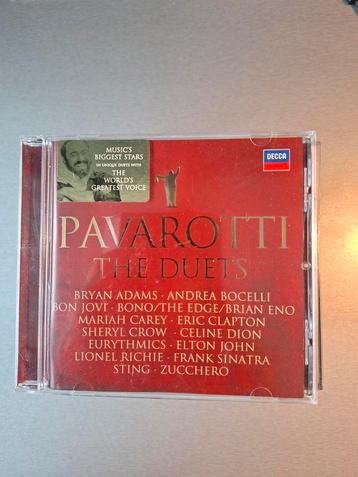 MUSIC'S
BIGGEST STARS
IN UNIQUE DUETS WITH
THE WORLD'S
GREATEST VOICE
DECCA
PAVAROTTI
THE DUETS
BRYAN ADAMS · ANDREA BOCELLI
BON JOVI · BONO/THE EDGE/BRIAN ENO
MARIAH CAREY · ERIC CLAPTON
SHERYL CROW · CELINE DION
EURYTHMICS · ELTON JOHN
LIONEL RICHIE · FRANK SINATRA
STING · ZUCCHERO